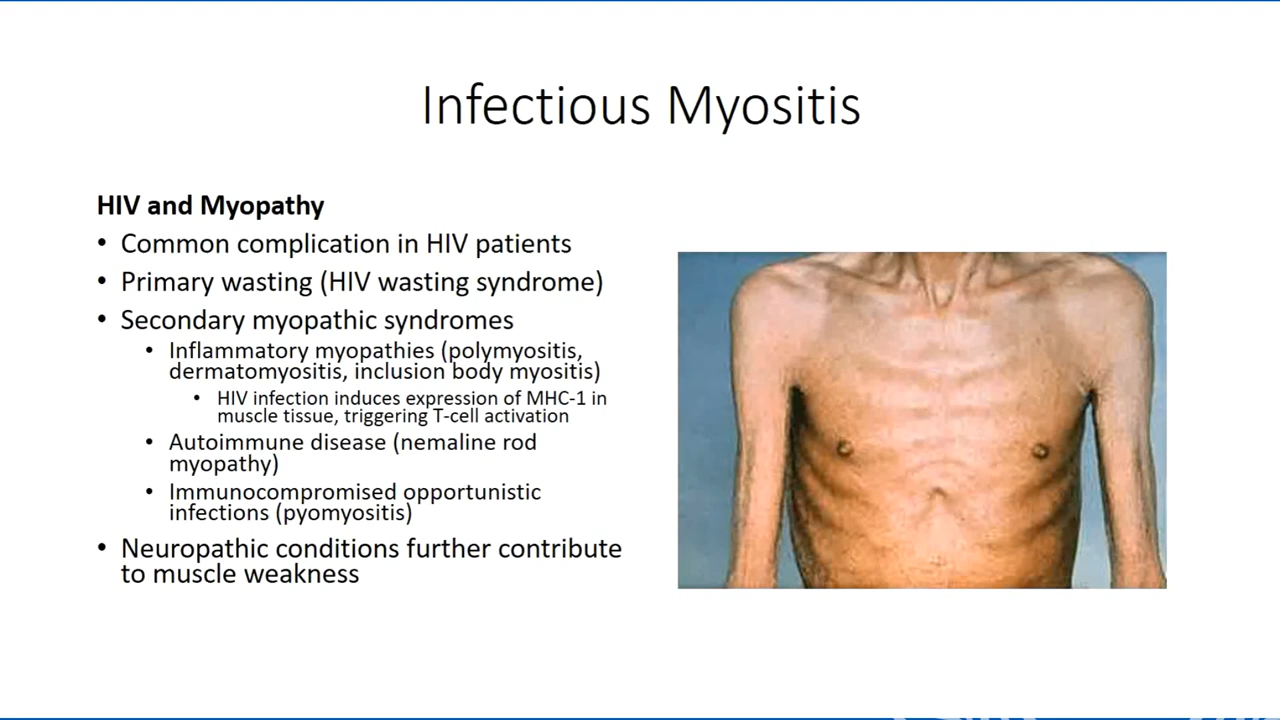 Infectious Myositis
HIV and Myopathy
• Common complication in HIV patients
• Primary wasting (HIV wasting syndrome)
• Secondary myopathic syndromes
• Inflammatory myopathies (polymyositis,
dermatomyositis, inclusion body myositis)
• HIV infection induces expression of MHC-1 in
muscle tissue, triggering T-cell activation
• Autoimmune disease (nemaline rod
myopathy)
• Immunocompromised opportunistic
infections (pyomyositis)
• Neuropathic conditions further contribute
to muscle weakness